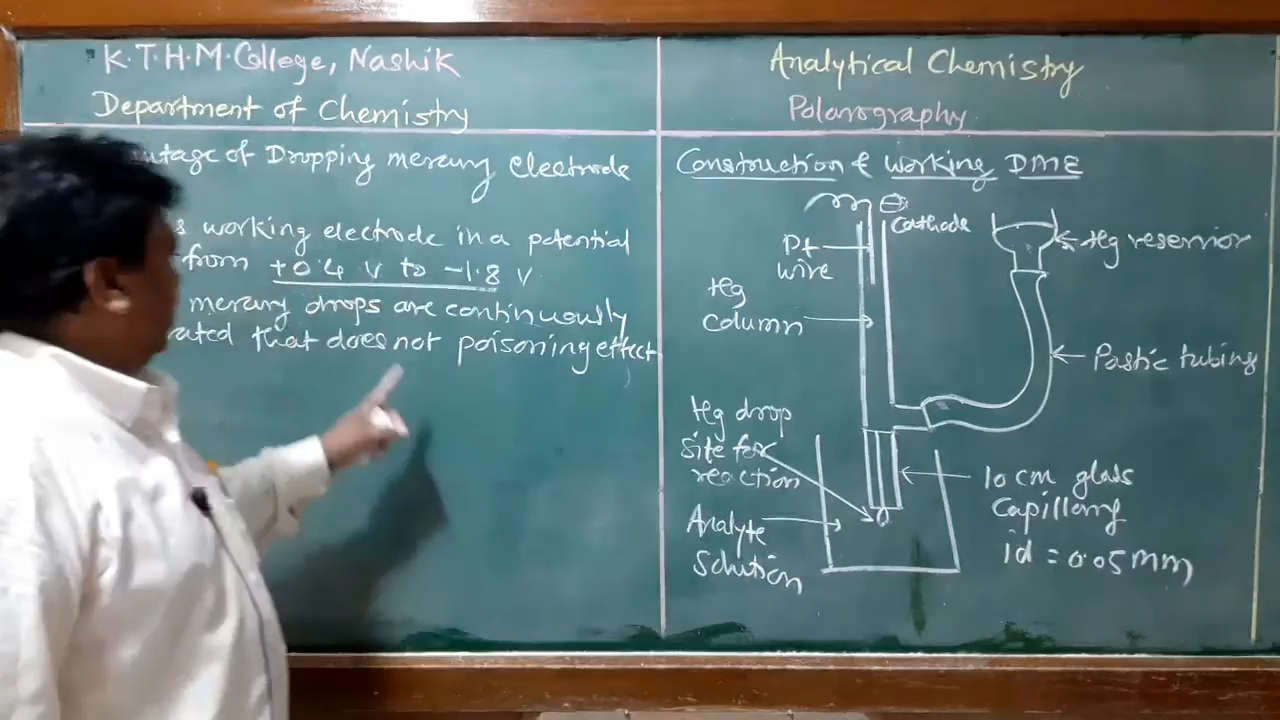 K.T.H.M. College, Nashik
Department of Chemistry
Analytical Chemistry
Polarography
of Dropping mercury electrode
working electrode in a potential
from +0.4 V to -1.8 V
mercury drops are continuously
that does not poisoning effect
Construction & working DME
⊖
Cathode
Pt
wire
Hg
column
Hg reservior
Pastic tubing
Hg drop
site for
reaction
Analyte
Solution
10 cm glass
Capillary
id = 0.05 mm